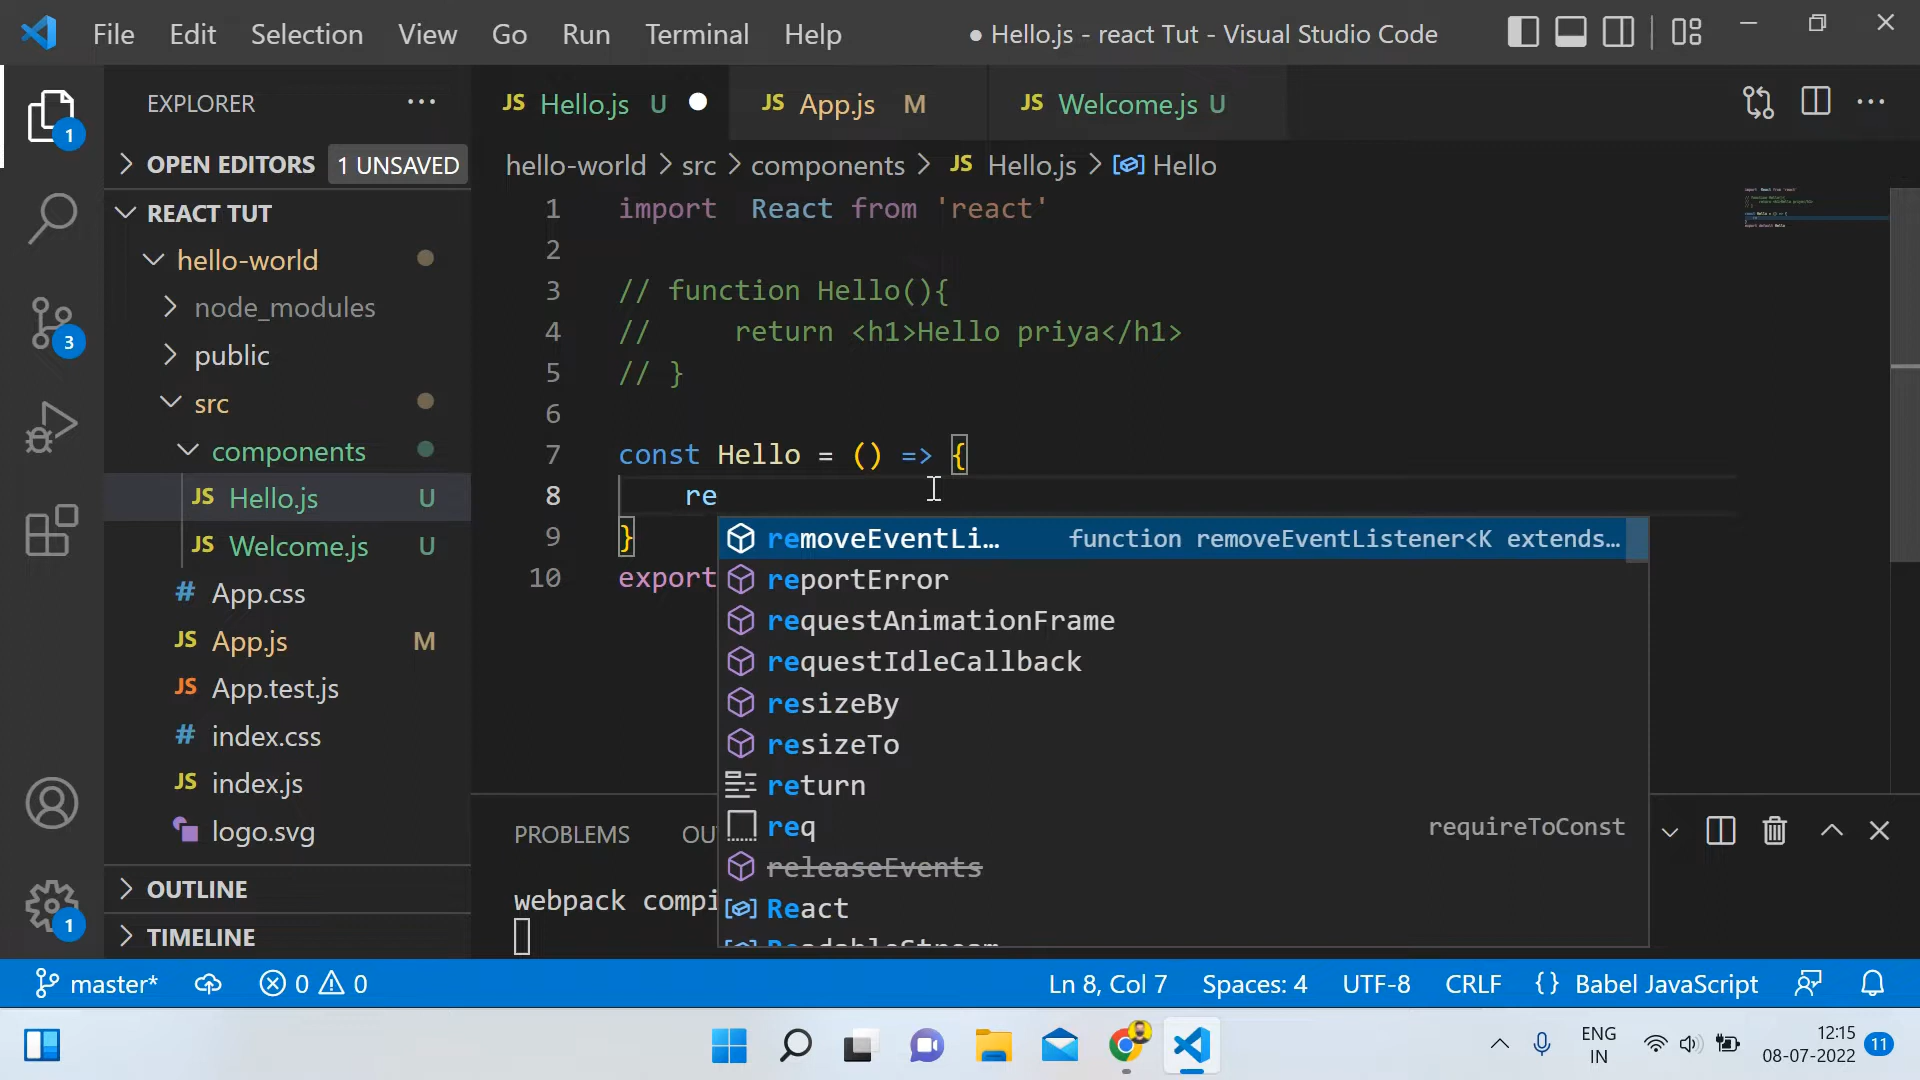 File Edit Selection View Go Run Terminal Help ● Hello.js - react Tut - Visual Studio Code
EXPLORER ...
JS Hello.js U JS App.js M JS Welcome.js U
OPEN EDITORS 1 UNSAVED
hello-world > src > components > JS Hello.js > Hello
REACT TUT
hello-world
node_modules
public
src
components
JS Hello.js U
JS Welcome.js U
# App.css
JS App.js M
JS App.test.js
# index.css
JS index.js
logo.svg
OUTLINE
TIMELINE
1
3
1
1 import  React from 'react'
2
3 // function Hello(){
4 //     return <h1>Hello priya</h1>
5 // }
6
7 const Hello = () => {
8     re
9 }
10 export
removeEventLi... function removeEventListener<K extends...
reportError
requestAnimationFrame
requestIdleCallback
resizeBy
resizeTo
return
req requireToConst
releaseEvents
React
ReadableStream
PROBLEMS OU
webpack compi
master* 0 0 Ln 8, Col 7 Spaces: 4 UTF-8 CRLF {} Babel JavaScript
ENG
IN
12:15
08-07-2022
11